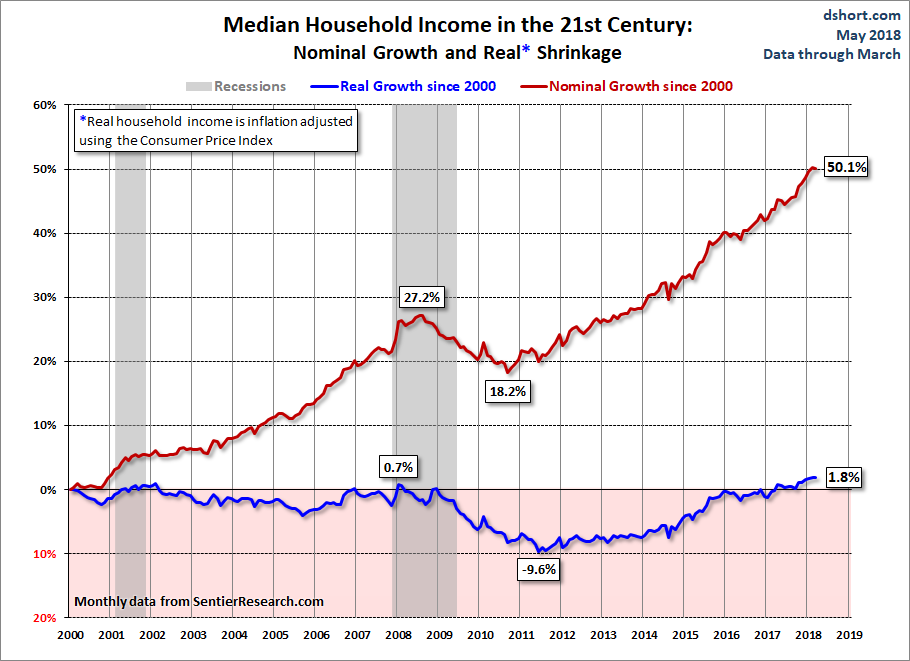 Median Household Income in the 21st Century:
Nominal Growth and Real* Shrinkage
dshort.com
May 2018
Data through March
Recessions
Real Growth since 2000
Nominal Growth since 2000
*Real household income is inflation adjusted
using the Consumer Price Index
60%
50%
40%
30%
20%
10%
0%
10%
20%
50.1%
27.2%
18.2%
0.7%
1.8%
-9.6%
Monthly data from SentierResearch.com
2000 2001 2002 2003 2004 2005 2006 2007 2008 2009 2010 2011 2012 2013 2014 2015 2016 2017 2018 2019